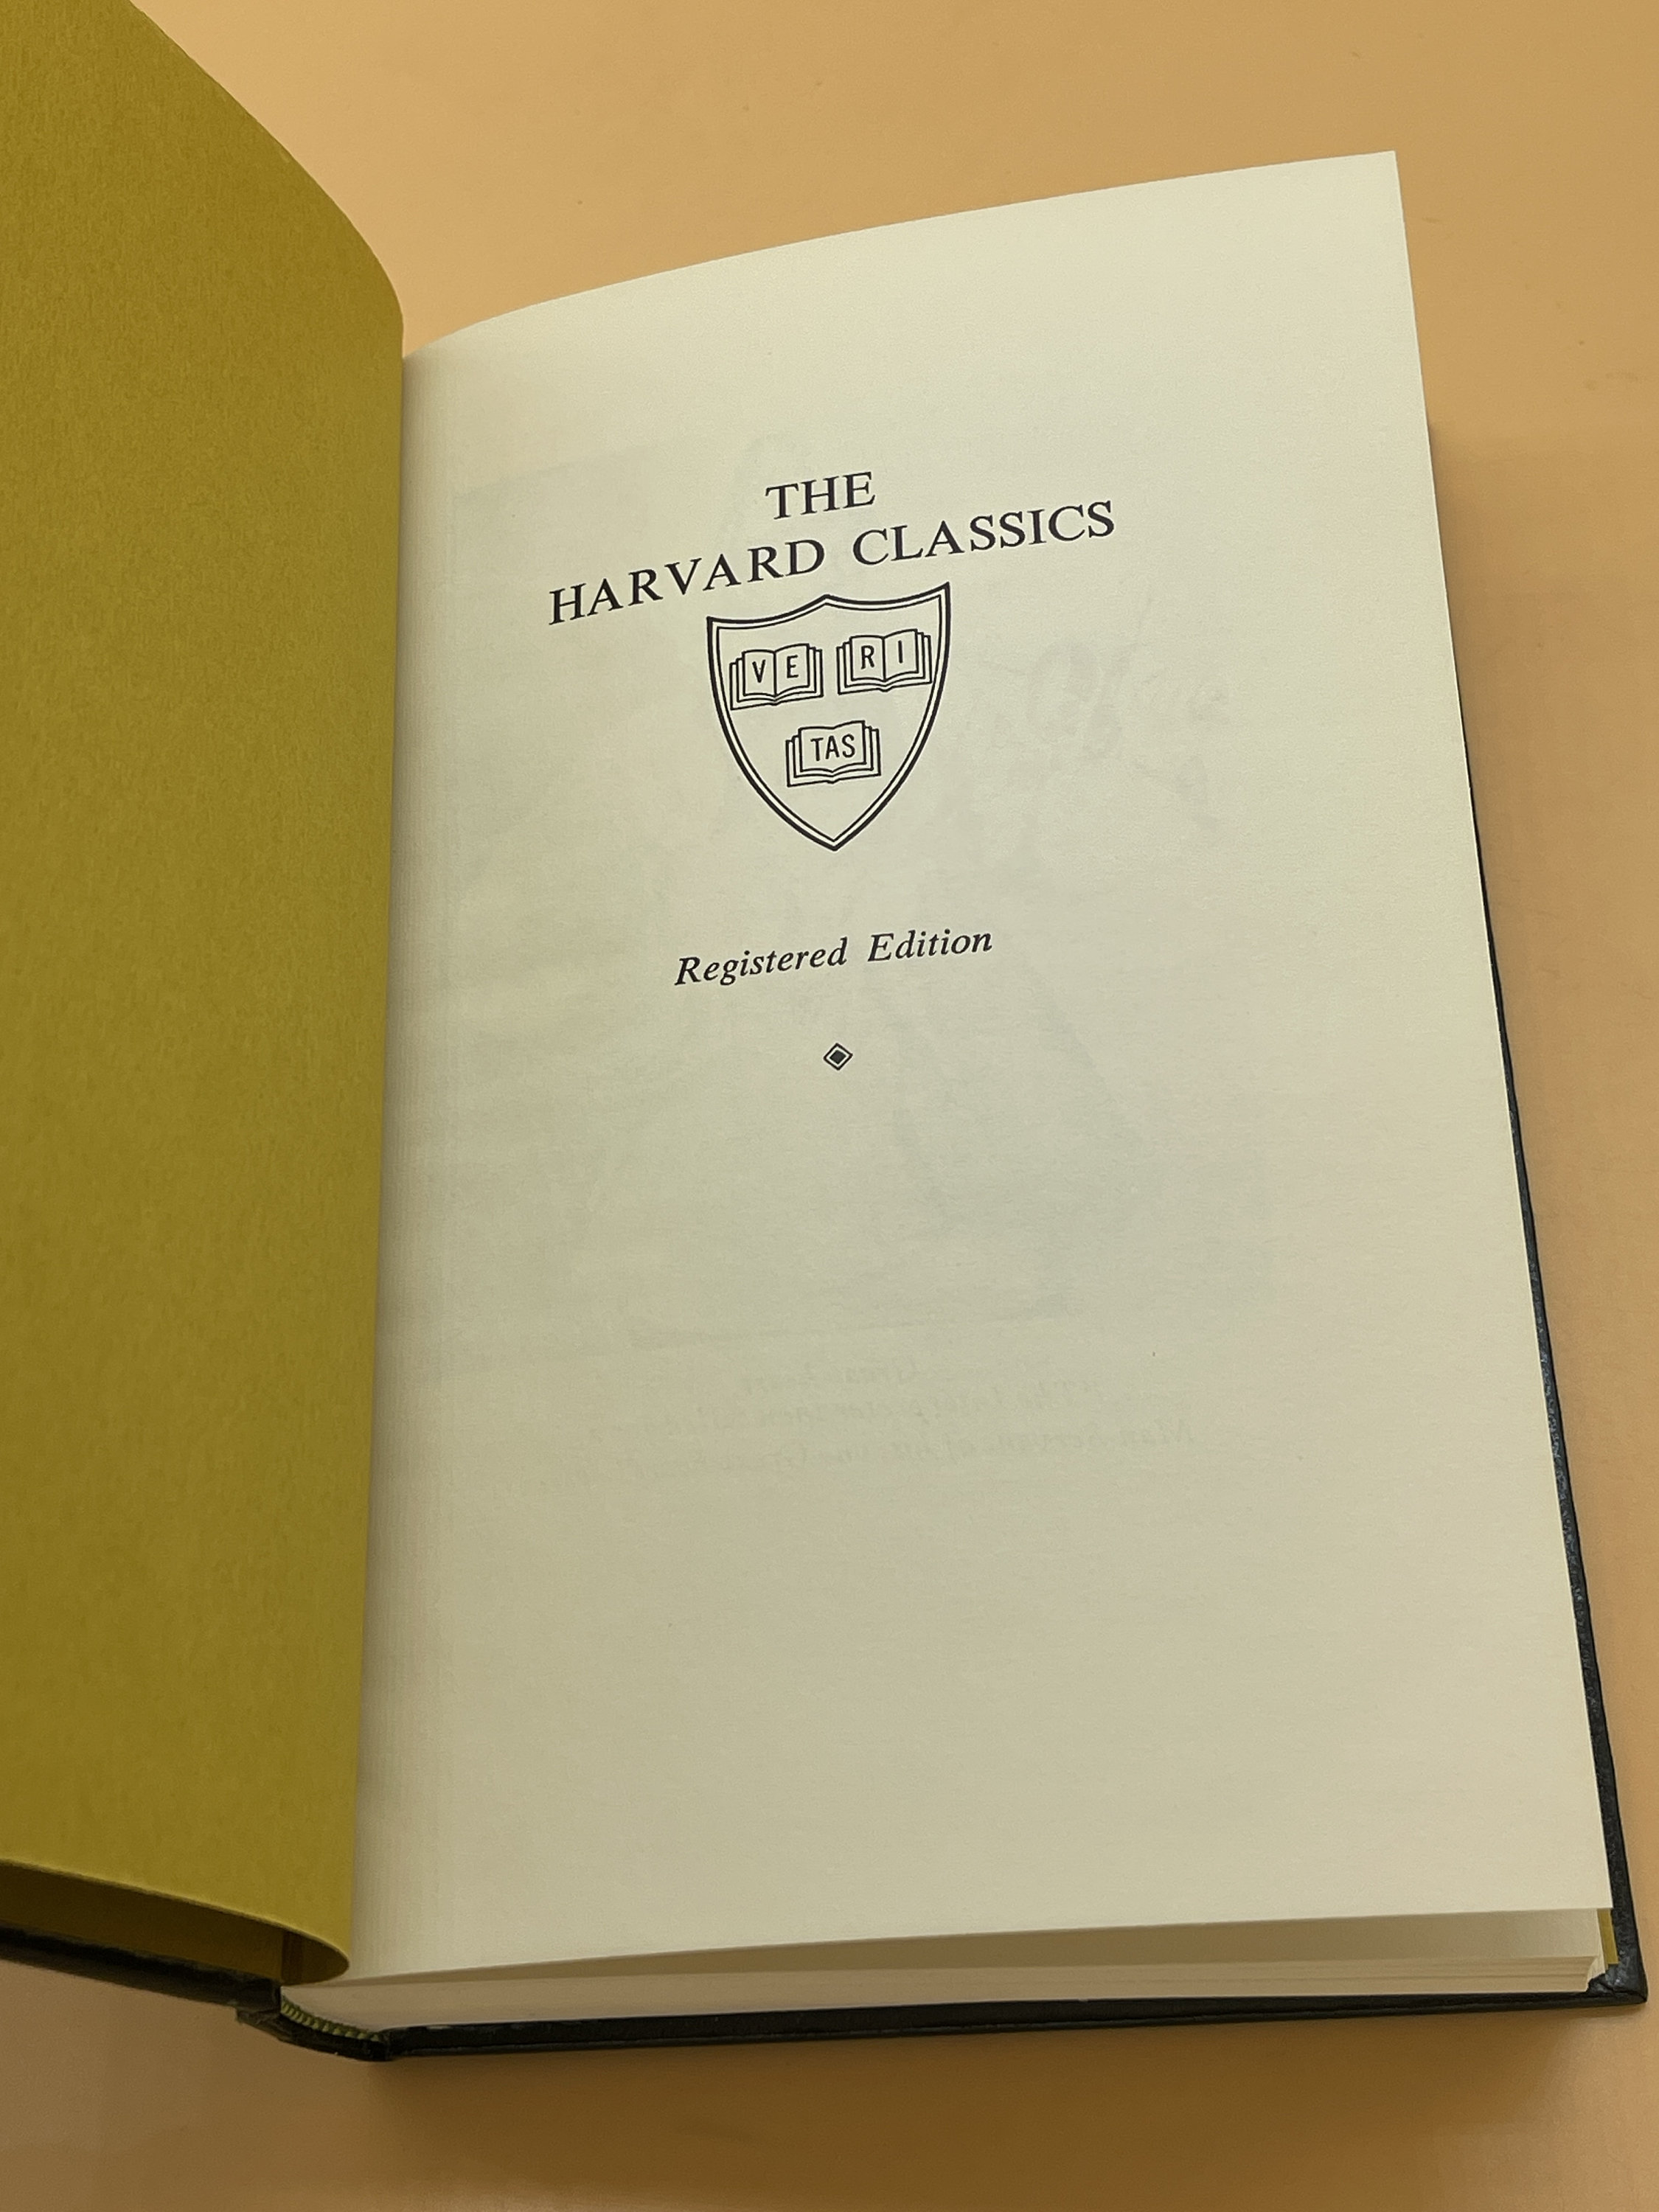 THE
HARVARD CLASSICS
VE RI
TAS
Registered Edition